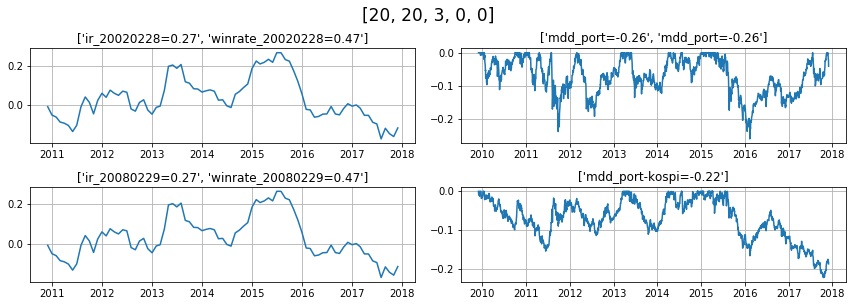 [20, 20, 3, 0, 0]
['ir_20020228=0.27', 'winrate_20020228=0.47']
0.2
0.0
2011 2012 2013 2014 2015 2016 2017 2018
['mdd_port=-0.26', 'mdd_port=-0.26']
0.0
−0.1
−0.2
2010 2011 2012 2013 2014 2015 2016 2017 2018
['ir_20080229=0.27', 'winrate_20080229=0.47']
0.2
0.0
2011 2012 2013 2014 2015 2016 2017 2018
['mdd_port-kospi=-0.22']
0.0
−0.1
−0.2
2010 2011 2012 2013 2014 2015 2016 2017 2018